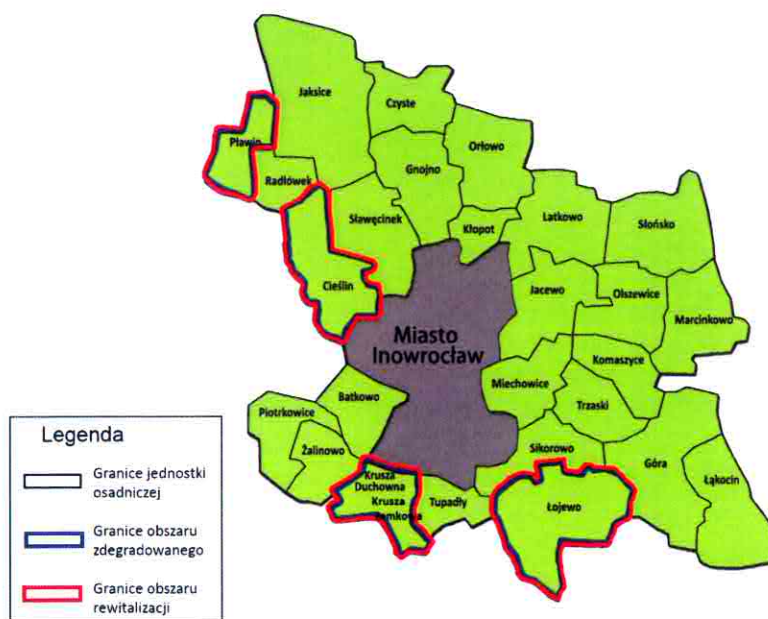 Jaksice
Czyste
Pławin
Radłówek
Gnojno
Orłowo
Sławęcinek
Kłopot
Latkowo
Słońsko
Cieślin
Jacewo
Olszewice
Marcinkowo
Miasto
Inowrocław
Komaszyce
Miechowice
Trzaski
Batkowo
Piotrkowice
Żalinowo
Sikorowo
Góra
Łąkocin
Krusza
Duchowna
Krusza
Zamkowa
Tupadły
Łojewo
Legenda
Granice jednostki
osadniczej
Granice obszaru
zdegradowanego
Granice obszaru
rewitalizacji